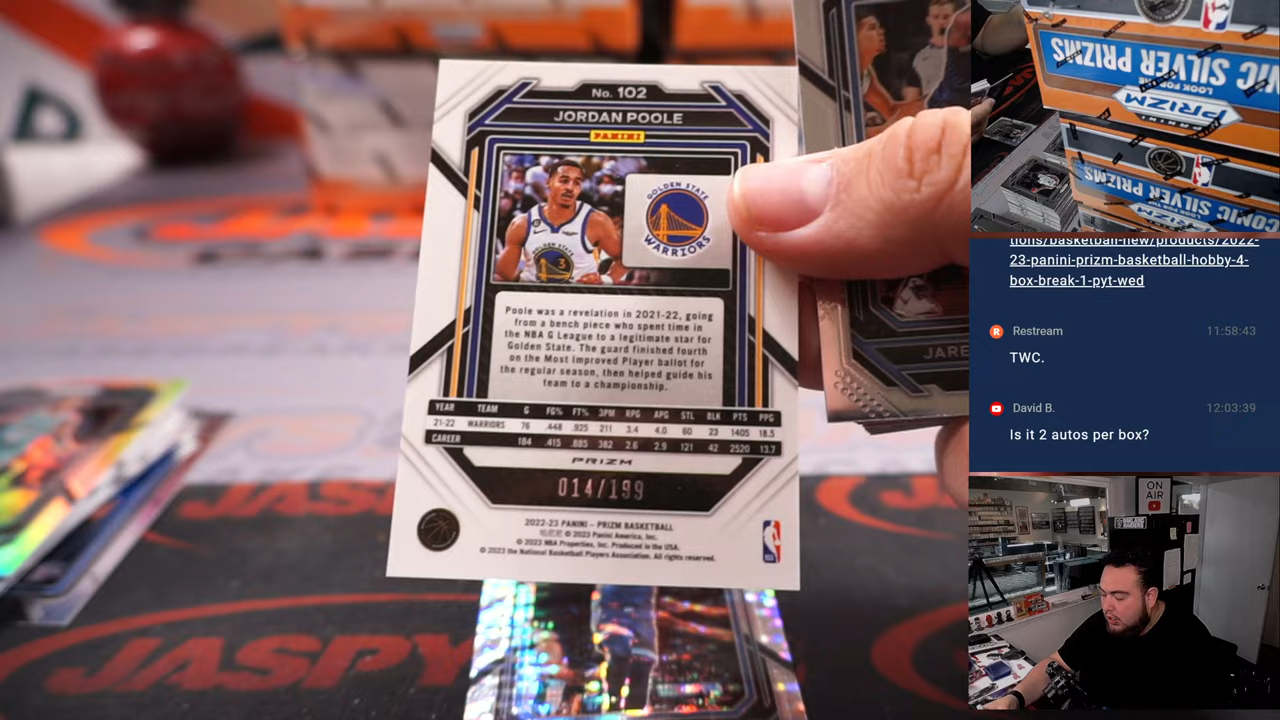 No. 102
JORDAN POOLE
PANINI
GOLDEN STATE
WARRIORS
GOLDEN STATE
3
Poole was a revelation in 2021-22, going
from a bench piece who spent time in
the NBA G League to a legitimate star for
Golden State. The guard finished fourth
on the Most Improved Player ballot for
the regular season, then helped guide his
team to a championship.
YEAR TEAM G FG% FT% 3PM RPG APG STL BLK PTS PPG
21-22 WARRIORS 76 .448 .925 211 3.4 4.0 60 23 1405 18.5
CAREER 184 .415 .885 382 2.6 2.9 121 42 2520 13.7
PRIZM
014/199
2022-23 PANINI – PRIZM BASKETBALL
© 2023 Panini America, Inc.
© 2023 NBA Properties, Inc. Produced in the USA.
© 2023 the National Basketball Players Association. All rights reserved.
JARE
D
JASPY
SILVER PRIZMS
PRIZM
PANINI
SILVER PRIZMS
tions/basketball-new/products/2022-
23-panini-prizm-basketball-hobby-4-
box-break-1-pyt-wed
R Restream 11:58:43
TWC.
David B. 12:03:39
Is it 2 autos per box?
ON
AIR